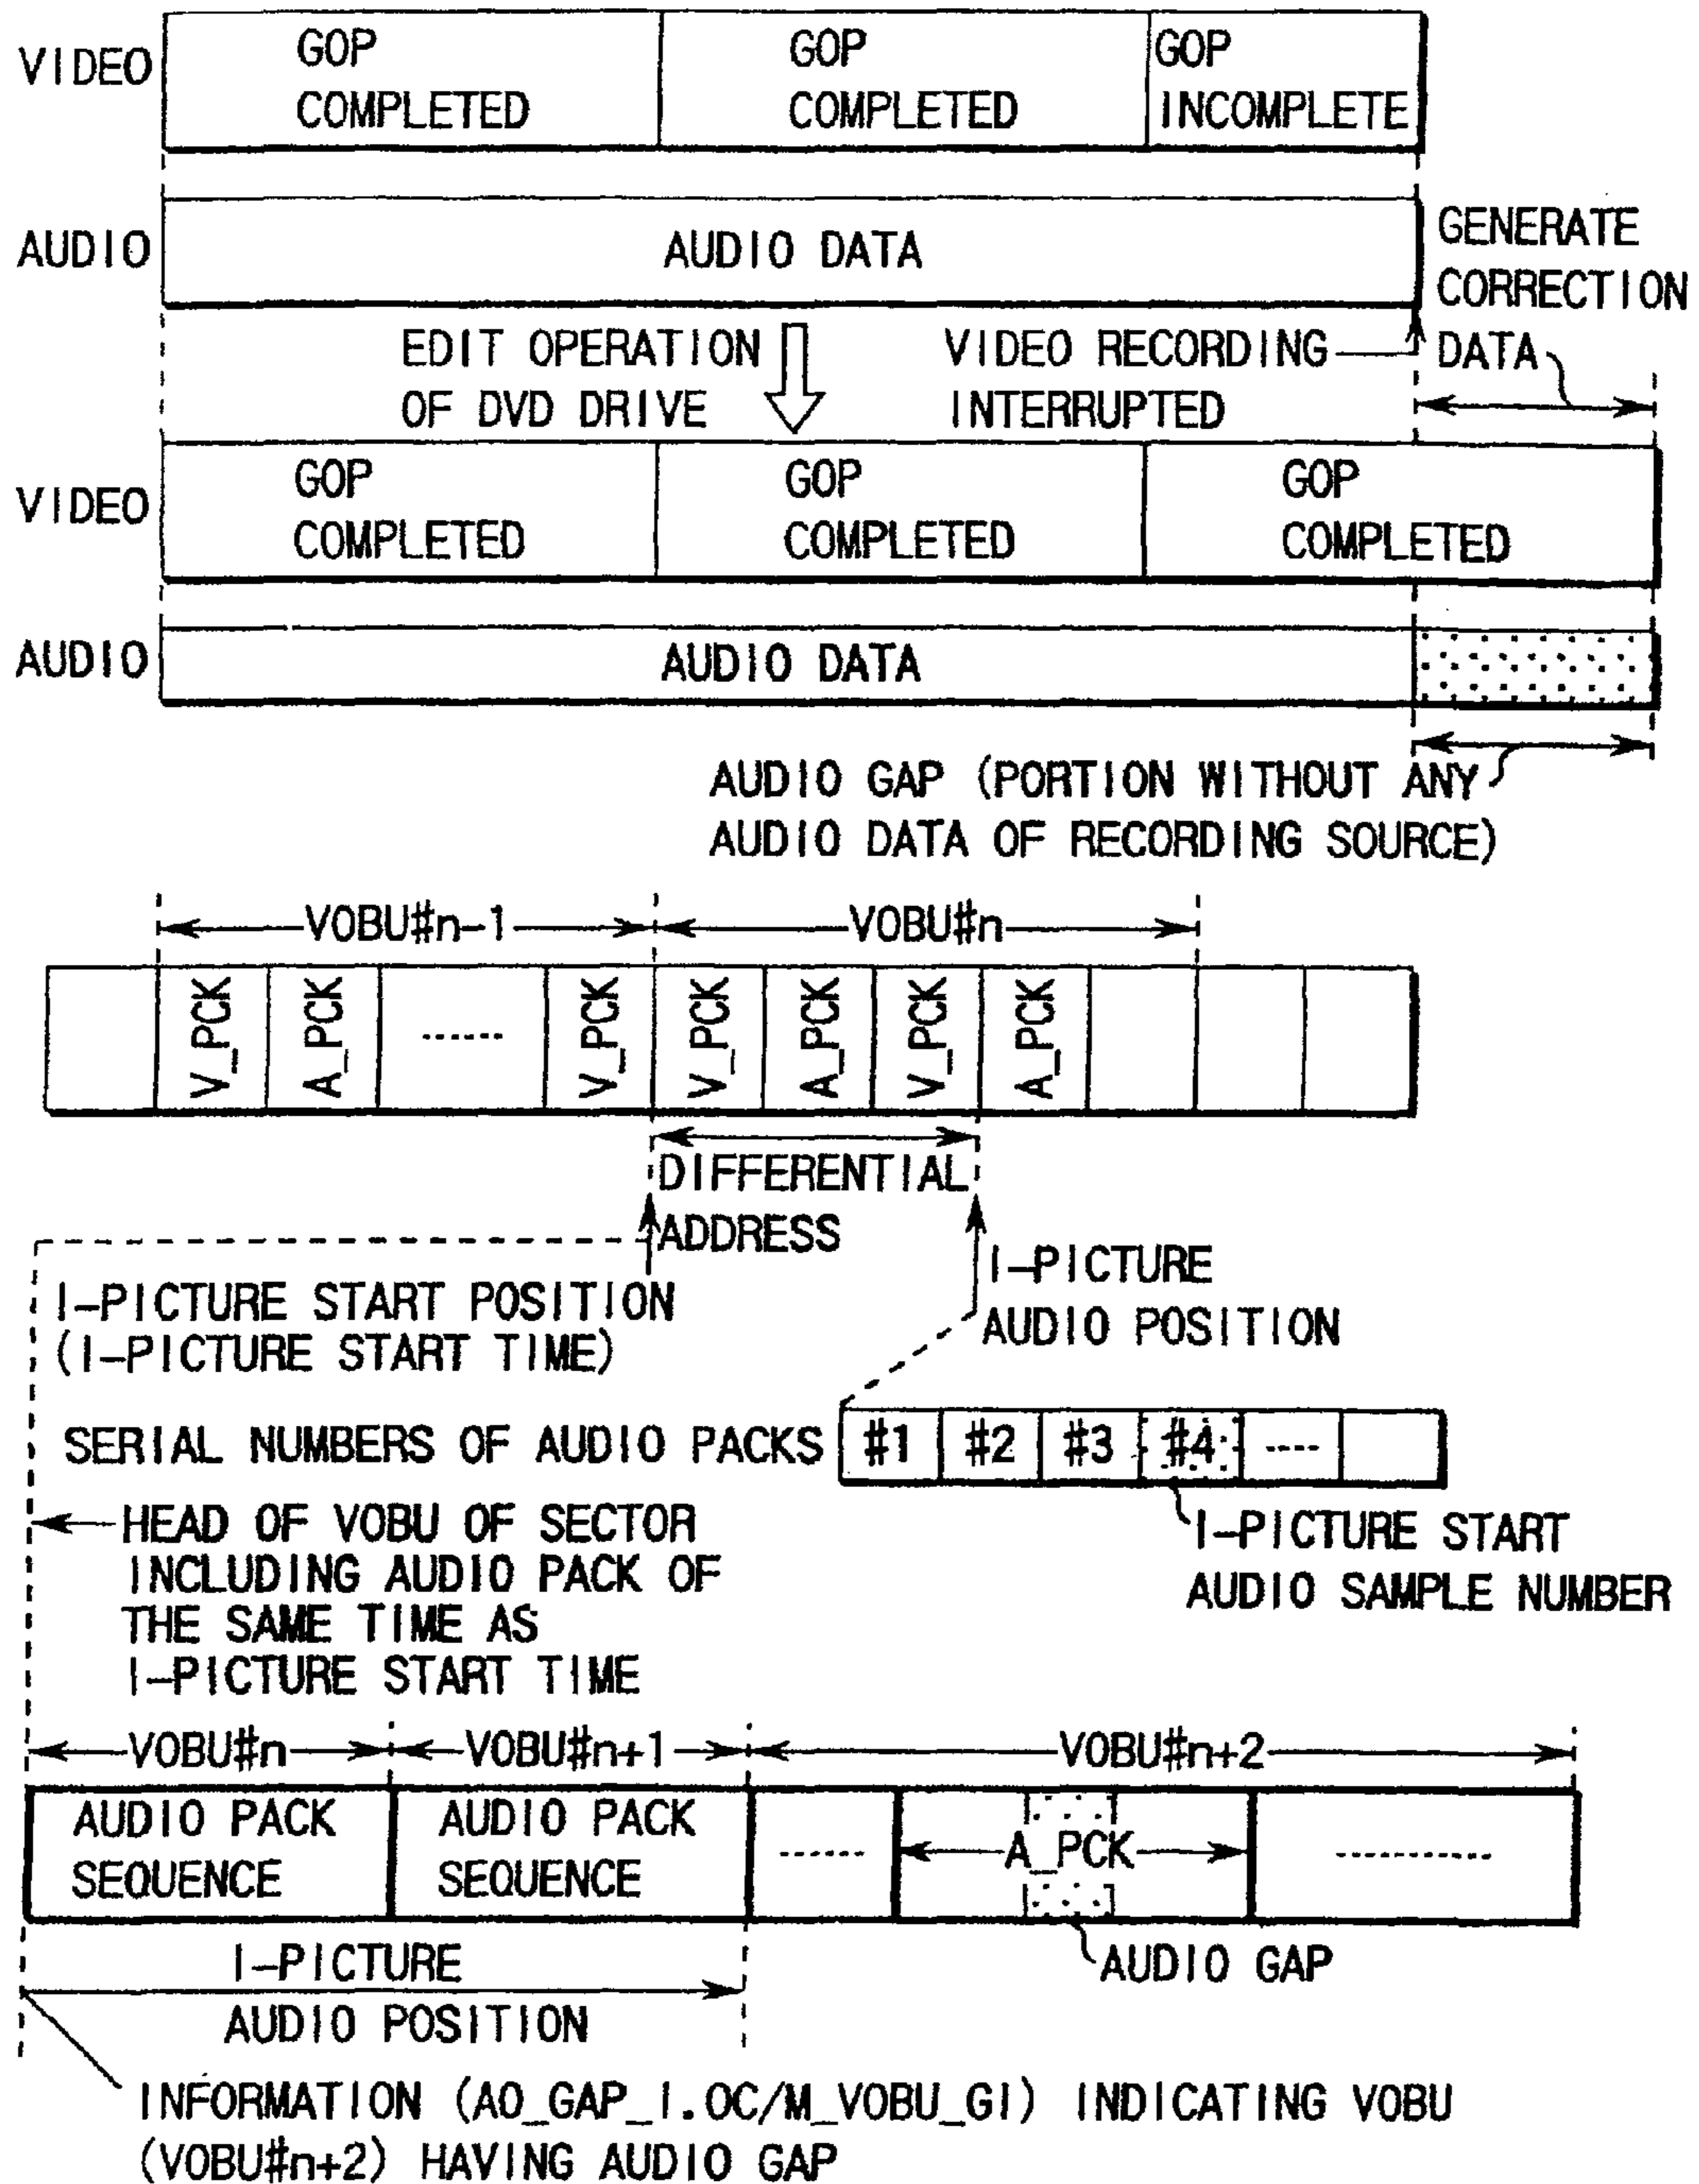 VIDEO
GOP
COMPLETED
GOP
COMPLETED
GOP
INCOMPLETE
AUDIO
AUDIO DATA
GENERATE
CORRECTION
DATA
EDIT OPERATION
OF DVD DRIVE
VIDEO RECORDING
INTERRUPTED
VIDEO
GOP
COMPLETED
GOP
COMPLETED
GOP
COMPLETED
AUDIO
AUDIO DATA
AUDIO GAP (PORTION WITHOUT ANY
AUDIO DATA OF RECORDING SOURCE)
VOBU#n-1
VOBU#n
V_PCK
A_PCK
------
V_PCK
V_PCK
A_PCK
V_PCK
A_PCK
DIFFERENTIAL
ADDRESS
I-PICTURE START POSITION
(I-PICTURE START TIME)
I-PICTURE
AUDIO POSITION
SERIAL NUMBERS OF AUDIO PACKS
#1
#2
#3
#4
----
I-PICTURE START
AUDIO SAMPLE NUMBER
HEAD OF VOBU OF SECTOR
INCLUDING AUDIO PACK OF
THE SAME TIME AS
I-PICTURE START TIME
VOBU#n
VOBU#n+1
VOBU#n+2
AUDIO PACK
SEQUENCE
AUDIO PACK
SEQUENCE
------
A_PCK
----------
AUDIO GAP
I-PICTURE
AUDIO POSITION
INFORMATION (A0_GAP_I.OC/M_VOBU_GI) INDICATING VOBU
(VOBU#n+2) HAVING AUDIO GAP